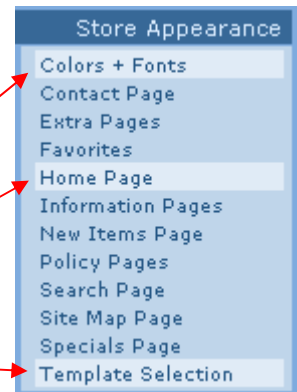 Store Appearance
Colors + Fonts
Contact Page
Extra Pages
Favorites
Home Page
Information Pages
New Items Page
Policy Pages
Search Page
Site Map Page
Specials Page
Template Selection